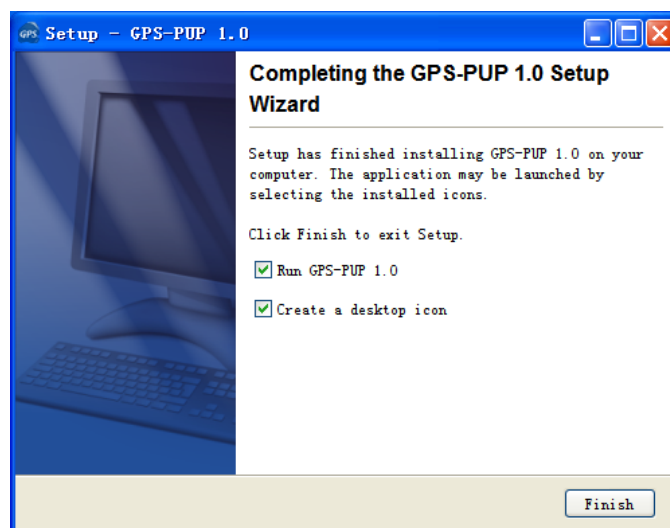 GPS
Setup - GPS-PUP 1.0
Completing the GPS-PUP 1.0 Setup
Wizard
Setup has finished installing GPS-PUP 1.0 on your
computer. The application may be launched by
selecting the installed icons.
Click Finish to exit Setup.
Run GPS-PUP 1.0
Create a desktop icon
Finish